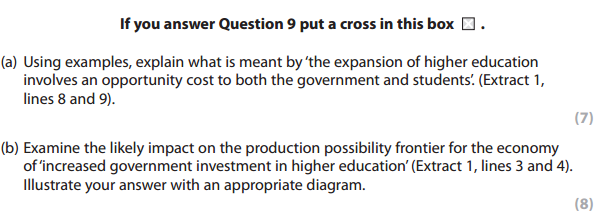 If you answer Question 9 put a cross in this box ☒ .
(a) Using examples, explain what is meant by ‘the expansion of higher education
involves an opportunity cost to both the government and students’. (Extract 1,
lines 8 and 9).
(7)
(b) Examine the likely impact on the production possibility frontier for the economy
of ‘increased government investment in higher education’ (Extract 1, lines 3 and 4).
Illustrate your answer with an appropriate diagram.
(8)